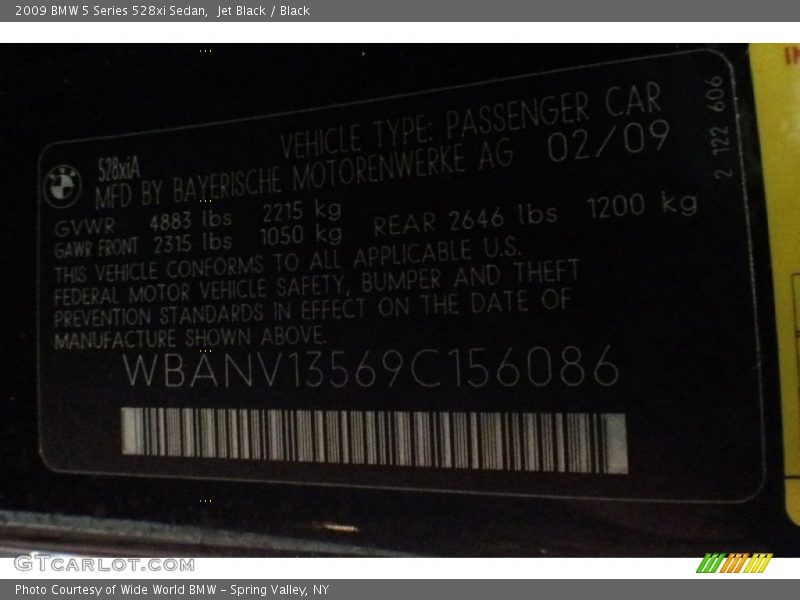 2009 BMW 5 Series 528xi Sedan,  Jet Black / Black
528xiA
VEHICLE TYPE: PASSENGER CAR
MFD BY BAYERISCHE MOTORENWERKE AG 02/09
GVWR 4883 lbs 2215 kg
GAWR FRONT 2315 lbs 1050 kg REAR 2646 lbs 1200 kg
THIS VEHICLE CONFORMS TO ALL APPLICABLE U.S.
FEDERAL MOTOR VEHICLE SAFETY, BUMPER AND THEFT
PREVENTION STANDARDS IN EFFECT ON THE DATE OF
MANUFACTURE SHOWN ABOVE.
WBANV13569C156086
2 122 606
GTcarlot.com
Photo Courtesy of Wide World BMW – Spring Valley, NY